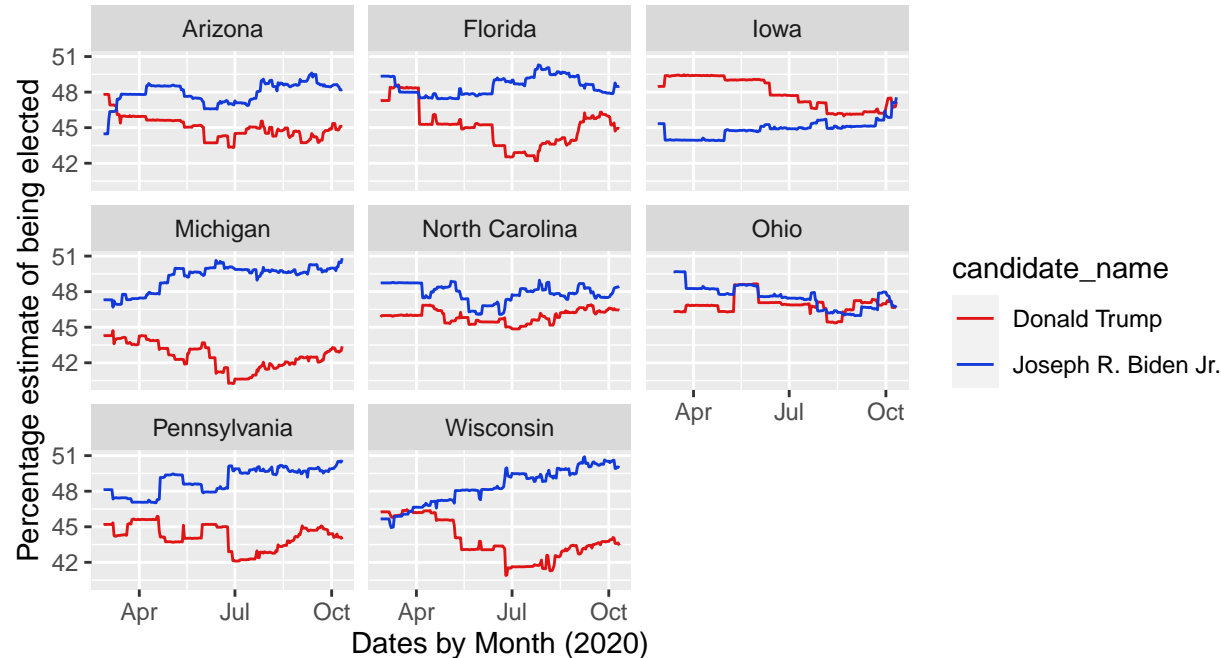 Arizona
Florida
Iowa
51
48
45
42
Michigan
North Carolina
Ohio
51
48
45
42
Apr
Jul
Oct
Pennsylvania
Wisconsin
51
48
45
42
Apr
Jul
Oct
Apr
Jul
Oct
Percentage estimate of being elected
Dates by Month (2020)
candidate_name
Donald Trump
Joseph R. Biden Jr.